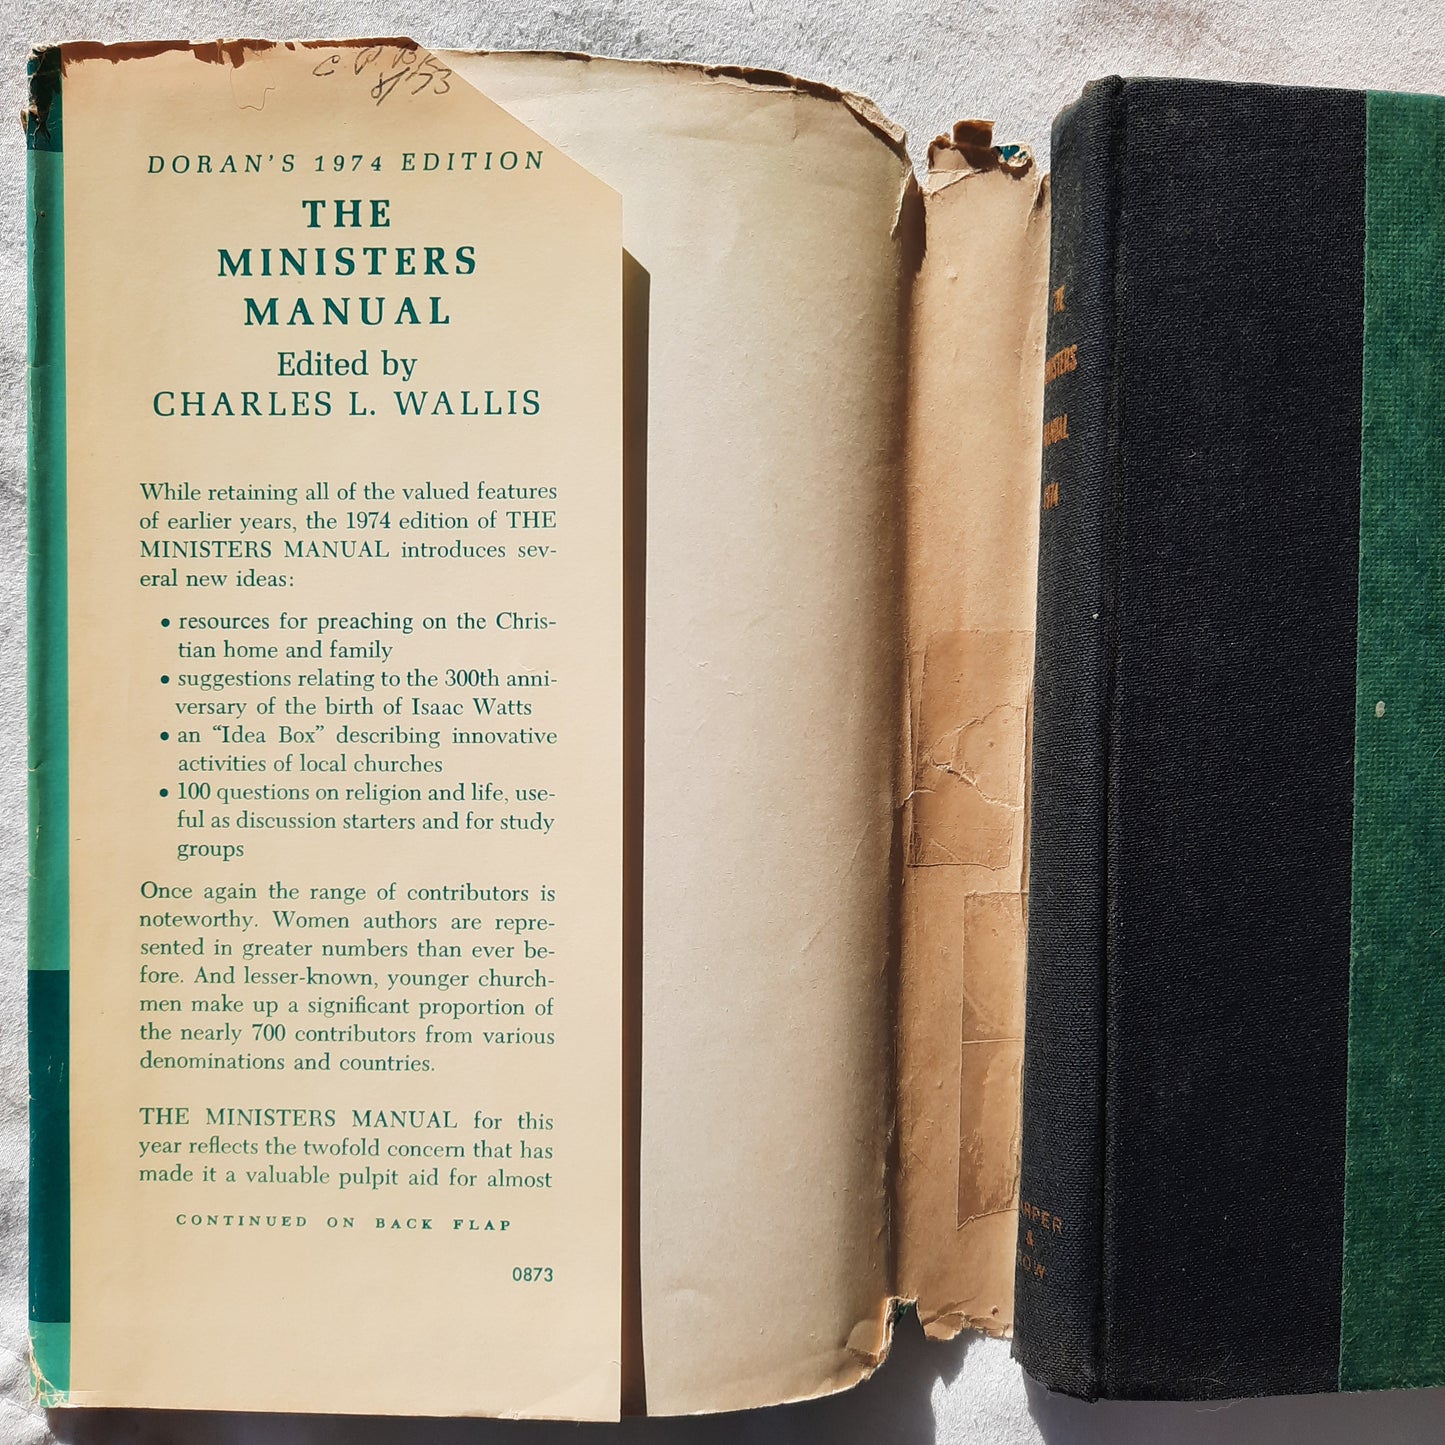 C. P. BK
8/73
DORAN'S 1974 EDITION
THE
MINISTERS
MANUAL
Edited by
CHARLES L. WALLIS
While retaining all of the valued features
of earlier years, the 1974 edition of THE
MINISTERS MANUAL introduces sev-
eral new ideas:
• resources for preaching on the Chris-
tian home and family
• suggestions relating to the 300th anni-
versary of the birth of Isaac Watts
• an “Idea Box” describing innovative
activities of local churches
• 100 questions on religion and life, use-
ful as discussion starters and for study
groups
Once again the range of contributors is
noteworthy. Women authors are repre-
sented in greater numbers than ever be-
fore. And lesser-known, younger church-
men make up a significant proportion of
the nearly 700 contributors from various
denominations and countries.
THE MINISTERS MANUAL for this
year reflects the twofold concern that has
made it a valuable pulpit aid for almost
CONTINUED ON BACK FLAP
0873
THE
MINISTERS
MANUAL
1974
HARPER
&
ROW